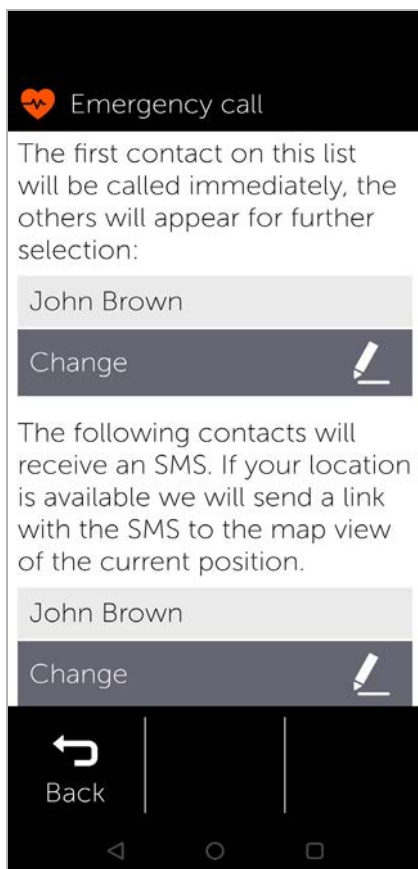 Emergency call
The first contact on this list
will be called immediately, the
others will appear for further
selection:
John Brown
Change
The following contacts will
receive an SMS. If your location
is available we will send a link
with the SMS to the map view
of the current position.
John Brown
Change
Back